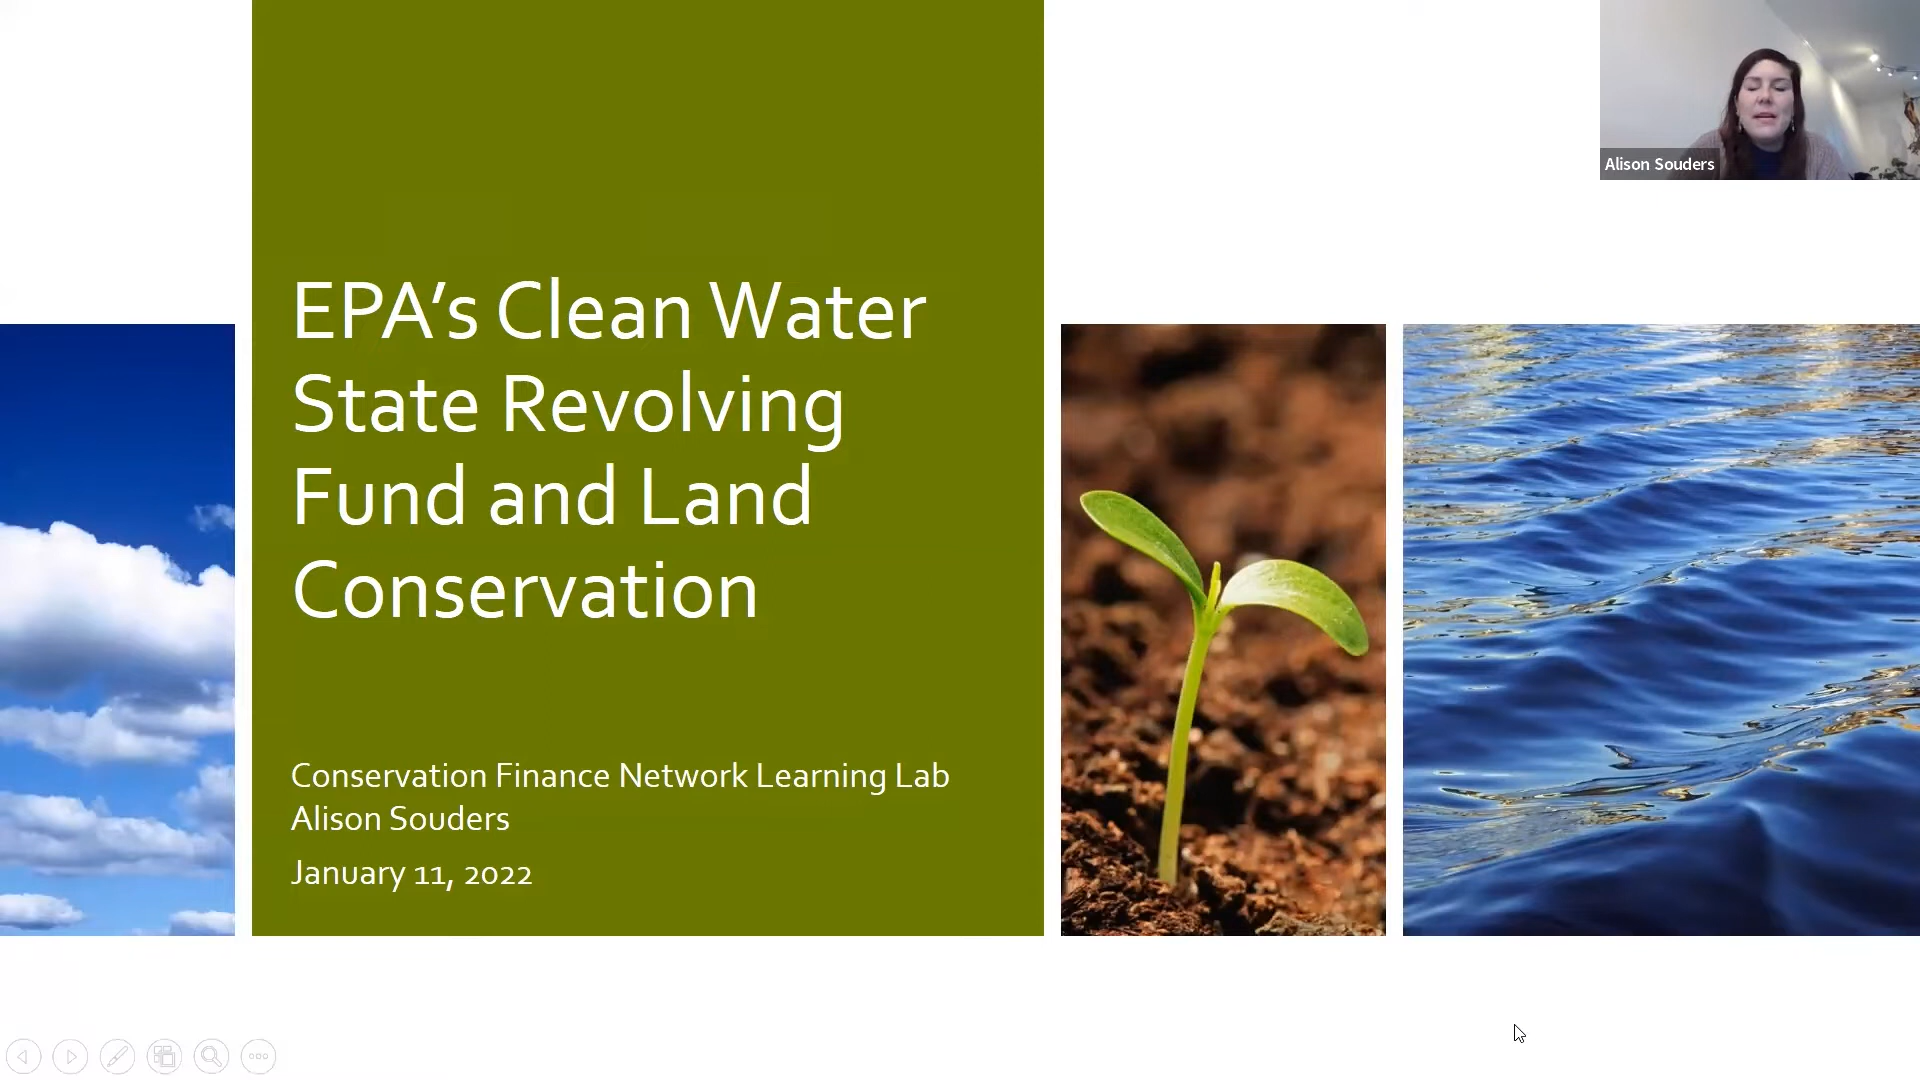 Alison Souders
EPA’s Clean Water
State Revolving
Fund and Land
Conservation
Conservation Finance Network Learning Lab
Alison Souders
January 11, 2022